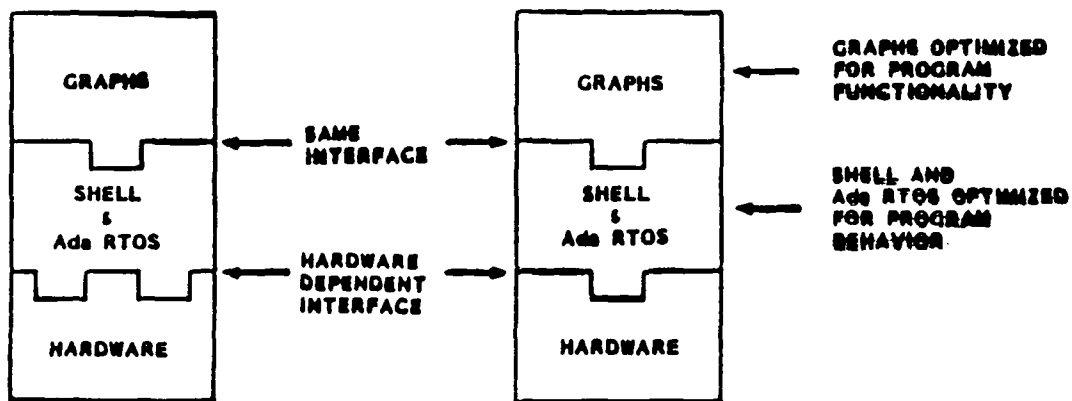 GRAPHS
SHELL
&
Ada RTOS
HARDWARE
SAME
INTERFACE
HARDWARE
DEPENDENT
INTERFACE
GRAPHS
SHELL
&
Ada RTOS
HARDWARE
GRAPHS OPTIMIZED
FOR PROGRAM
FUNCTIONALITY
SHELL AND
Ada RTOS OPTIMIZED
FOR PROGRAM
BEHAVIOR